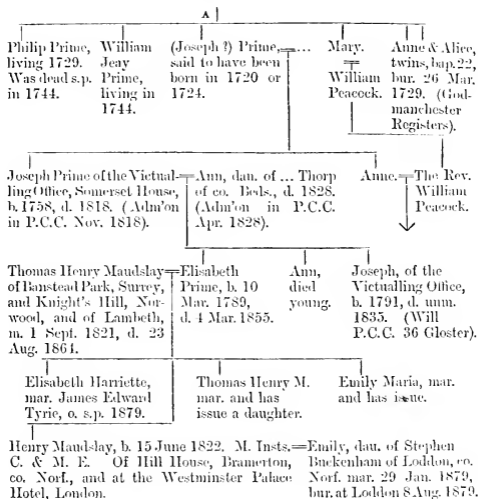 A
Philip Prime,
living 1729.
Was dead s.p.
in 1744.
William
Jeay
Prime,
living in
1744.
(Joseph ?) Prime,=...
said to have been
born in 1720 or
1724.
Mary.
=
William
Peacock.
Anne & Alice,
twins, bap. 22,
bur. 26 Mar.
1729. (God-
manchester
Registers).
Joseph Prime of the Victual-
ling Office, Somerset House,
b. 1758, d. 1818. (Adm'on
in P.C.C. Nov. 1818).
=Ann, dau. of ... Thorp
of co. Beds., d. 1828.
(Adm'on in P.C.C.
Apr. 1828).
Anne.=The Rev.
William
Peacock.
Thomas Henry Maudslay=
of Banstead Park, Surrey,
and Knight's Hill, Nor-
wood, and of Lambeth,
m. 1 Sept. 1821, d. 23
Aug. 1864.
Elisabeth
Prime, b. 10
Mar. 1789,
d. 4 Mar. 1855.
Ann,
died
young.
Joseph, of the
Victualling Office,
b. 1791, d. unm.
1835. (Will
P.C.C. 36 Gloster).
Elisabeth Harriette,
mar. James Edward
Tyrie, o. s.p. 1879.
Thomas Henry M.
mar. and has
issue a daughter.
Emily Maria, mar.
and has issue.
Henry Maudslay, b. 15 June 1822. M. Insts.
C. & M. E. Of Hill House, Bramerton,
co. Norf., and at the Westminster Palace
Hotel, London.
=Emily, dau. of Stephen
Buckenham of Loddon, co.
Norf. mar. 29 Jan. 1879,
bur. at Loddon 8 Aug. 1879.